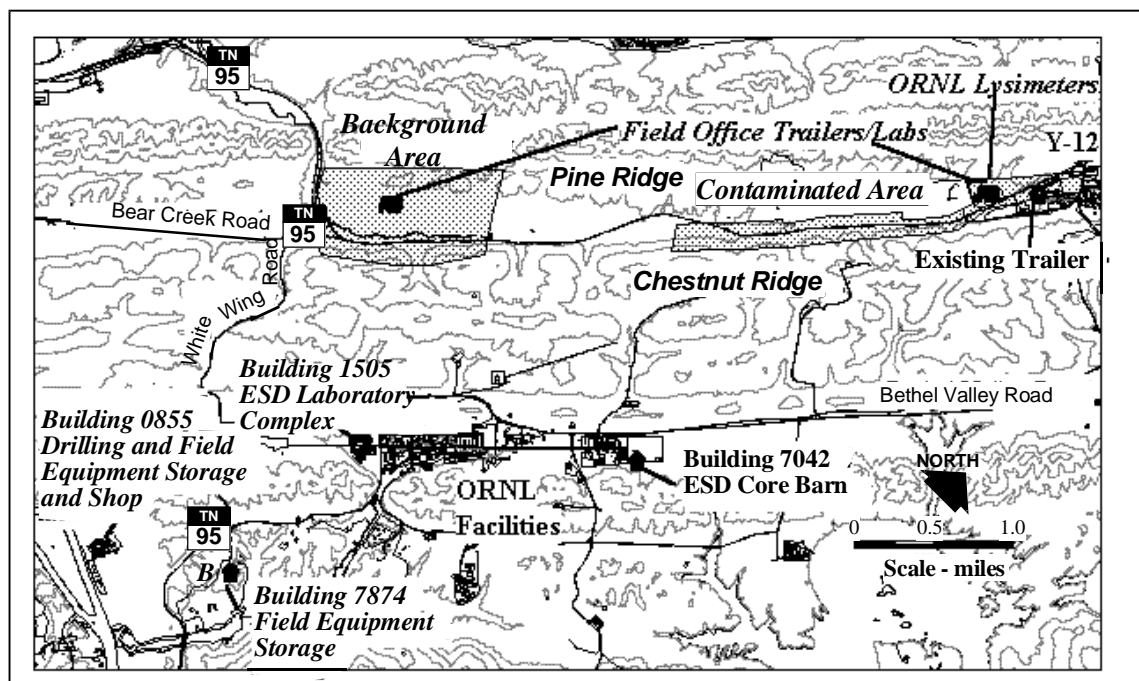 TN
95
ORNL Lysimeters
Background
Area
Field Office Trailers/Labs
Y-12
Pine Ridge
Contaminated Area
Bear Creek Road
TN
95
Existing Trailer
White Wing Road
Chestnut Ridge
Building 1505
ESD Laboratory
Complex
Bethel Valley Road
Building 0855
Drilling and Field
Equipment Storage
and Shop
Building 7042
ESD Core Barn
NORTH
ORNL
Facilities
TN
95
0 0.5 1.0
Scale - miles
B
Building 7874
Field Equipment
Storage